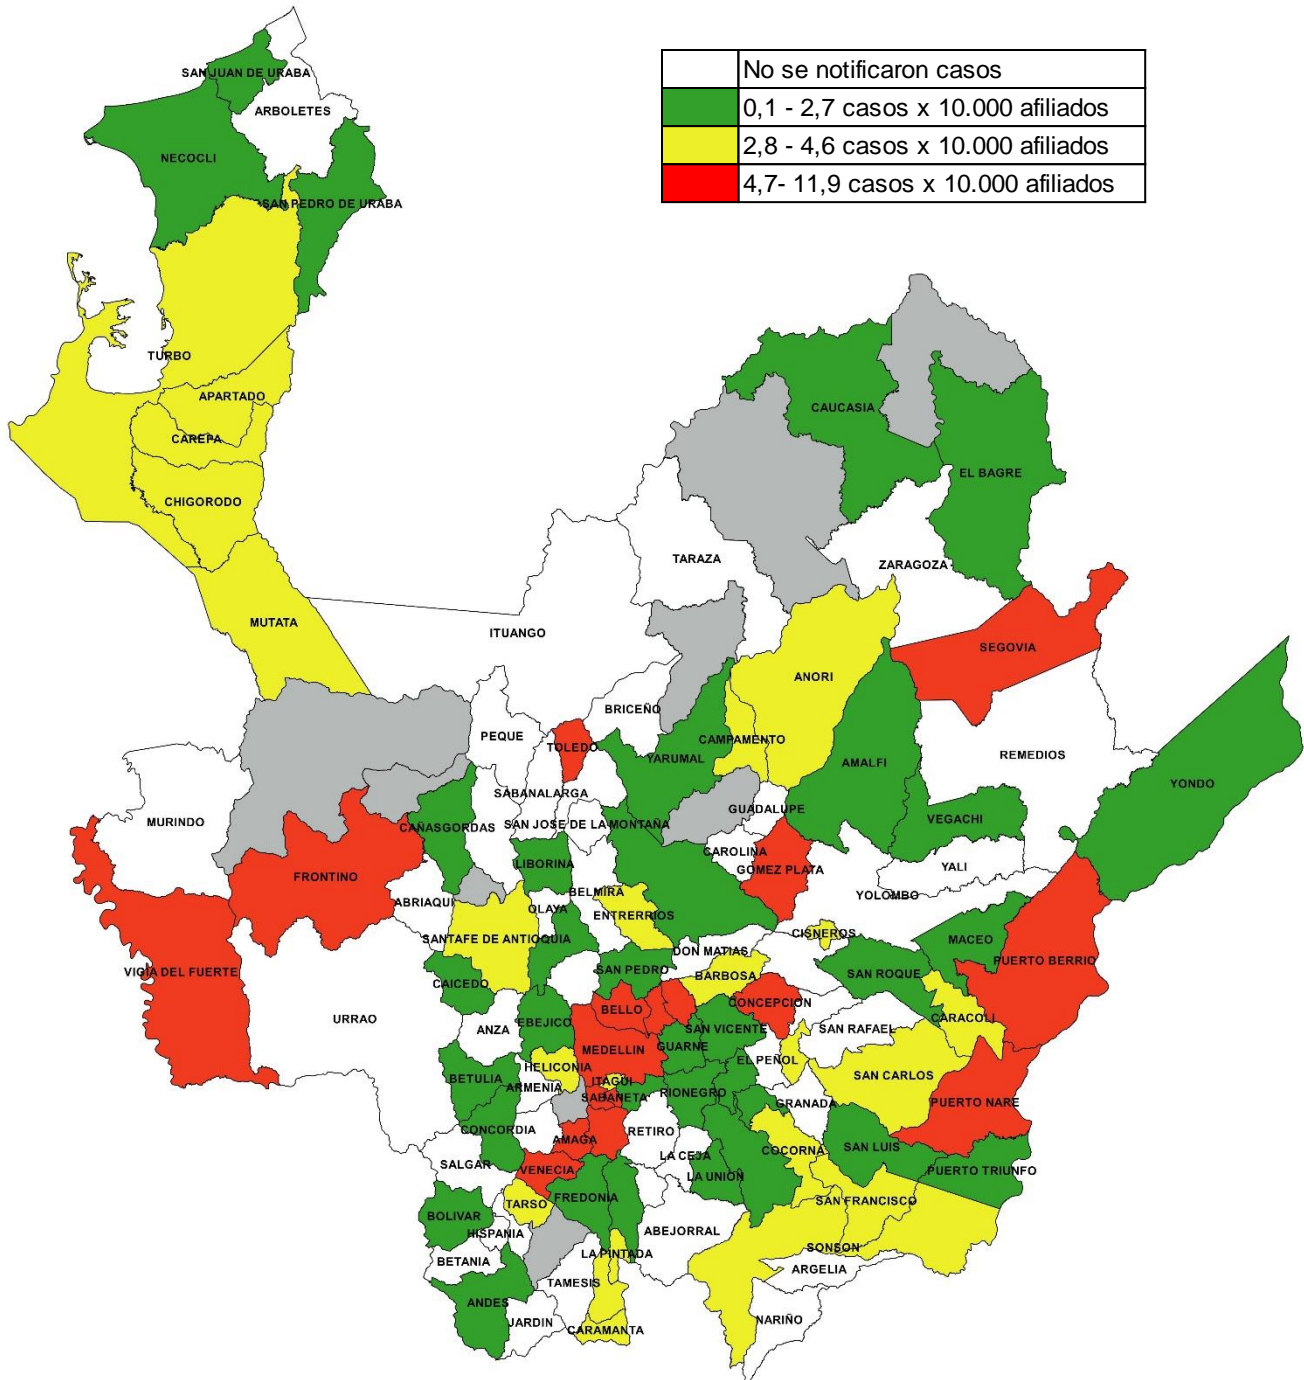 No se notificaron casos
0,1 - 2,7 casos x 10.000 afiliados
2,8 - 4,6 casos x 10.000 afiliados
4,7- 11,9 casos x 10.000 afiliados
SAN JUAN DE URABA
ARBOLETES
NECOCLI
SAN PEDRO DE URABA
TURBO
APARTADO
CAREPA
CHIGORODO
MUTATA
CAUCASIA
EL BAGRE
TARAZA
ZARAGOZA
ITUANGO
SEGOVIA
ANORI
BRICEÑO
PEQUE
TOLEDO
CAMPAMENTO
YARUMAL
AMALFI
REMEDIOS
YONDO
SABANALARGA
GUADALUPE
MURINDO
CAÑASGORDAS
SAN JOSE DE LA MONTAÑA
VEGACHI
CAROLINA
LIBORINA
GOMEZ PLATA
YALI
FRONTINO
BELMIRA
YOLOMBO
ABRIAQUI
OLAYA
ENTRERRIOS
SANTAFE DE ANTIOQUIA
CISNEROS
MACEO
DON MATIAS
PUERTO BERRIO
VIGIA DEL FUERTE
SAN PEDRO
BARBOSA
SAN ROQUE
CAICEDO
CONCEPCION
BELLO
CARACOLI
URRAO
EBEJICO
ANZA
SAN VICENTE
SAN RAFAEL
MEDELLIN
GUARNE
EL PEÑOL
HELICONIA
SAN CARLOS
BETULIA
ITAGUI
ARMENIA
SABANETA
RIONEGRO
PUERTO NARE
GRANADA
CONCORDIA
AMAGA
RETIRO
COCORNA
SAN LUIS
LA CEJA
SALGAR
VENECIA
PUERTO TRIUNFO
LA UNION
TARSO
FREDONIA
SAN FRANCISCO
BOLIVAR
HISPANIA
ABEJORRAL
SONSON
LA PINTADA
BETANIA
ARGELIA
TAMESIS
ANDES
JARDIN
CARAMANTA
NARIÑO